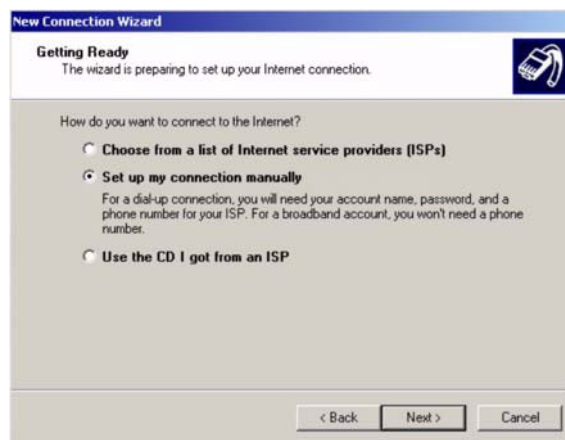 New Connection Wizard
Getting Ready
The wizard is preparing to set up your Internet connection.
How do you want to connect to the Internet?
Choose from a list of Internet service providers (ISPs)
Set up my connection manually
For a dial-up connection, you will need your account name, password, and a
phone number for your ISP. For a broadband account, you won't need a phone
number.
Use the CD I got from an ISP
< Back
Next >
Cancel